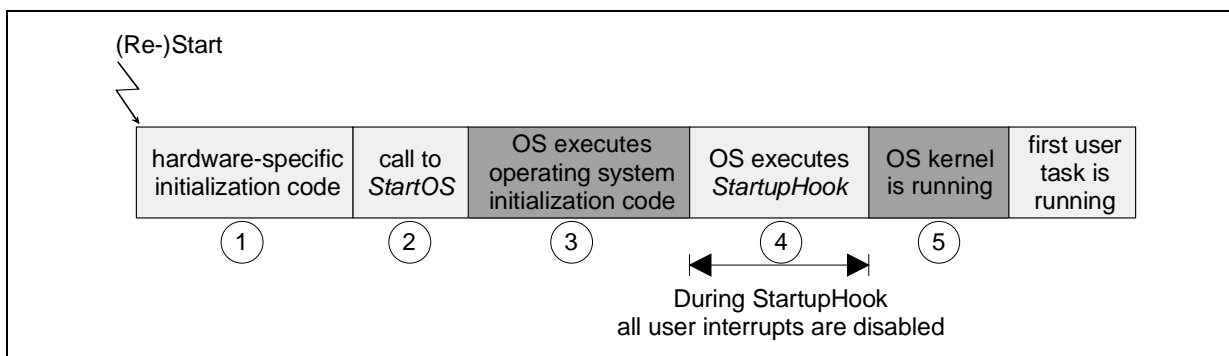 (Re-)Start
hardware-specific
initialization code
call to
StartOS
OS executes
operating system
initialization code
OS executes
StartupHook
OS kernel
is running
first user
task is
running
1
2
3
4
5
During StartupHook
all user interrupts are disabled